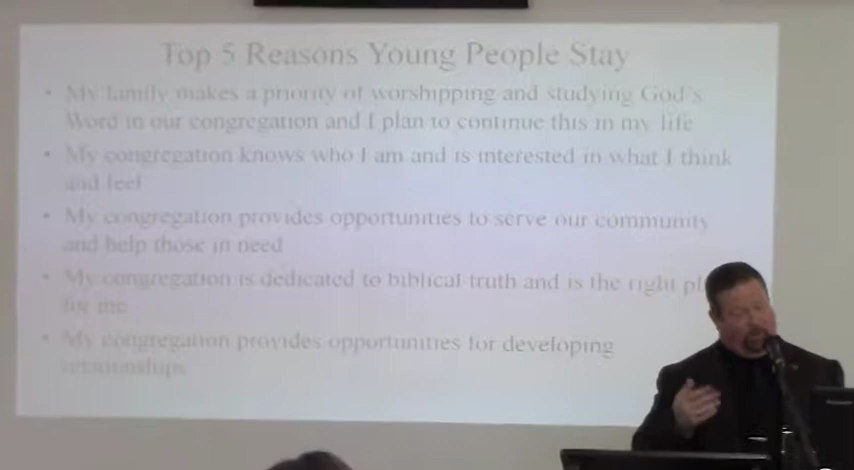 Top 5 Reasons Young People Stay
• My family makes a priority of worshipping and studying God's
Word in our congregation and I plan to continue this in my life
• My congregation knows who I am and is interested in what I think
and feel
• My congregation provides opportunities to serve our community
and help those in need
• My congregation is dedicated to biblical truth and is the right
for me
• My congregation provides opportunities for developing
relationships